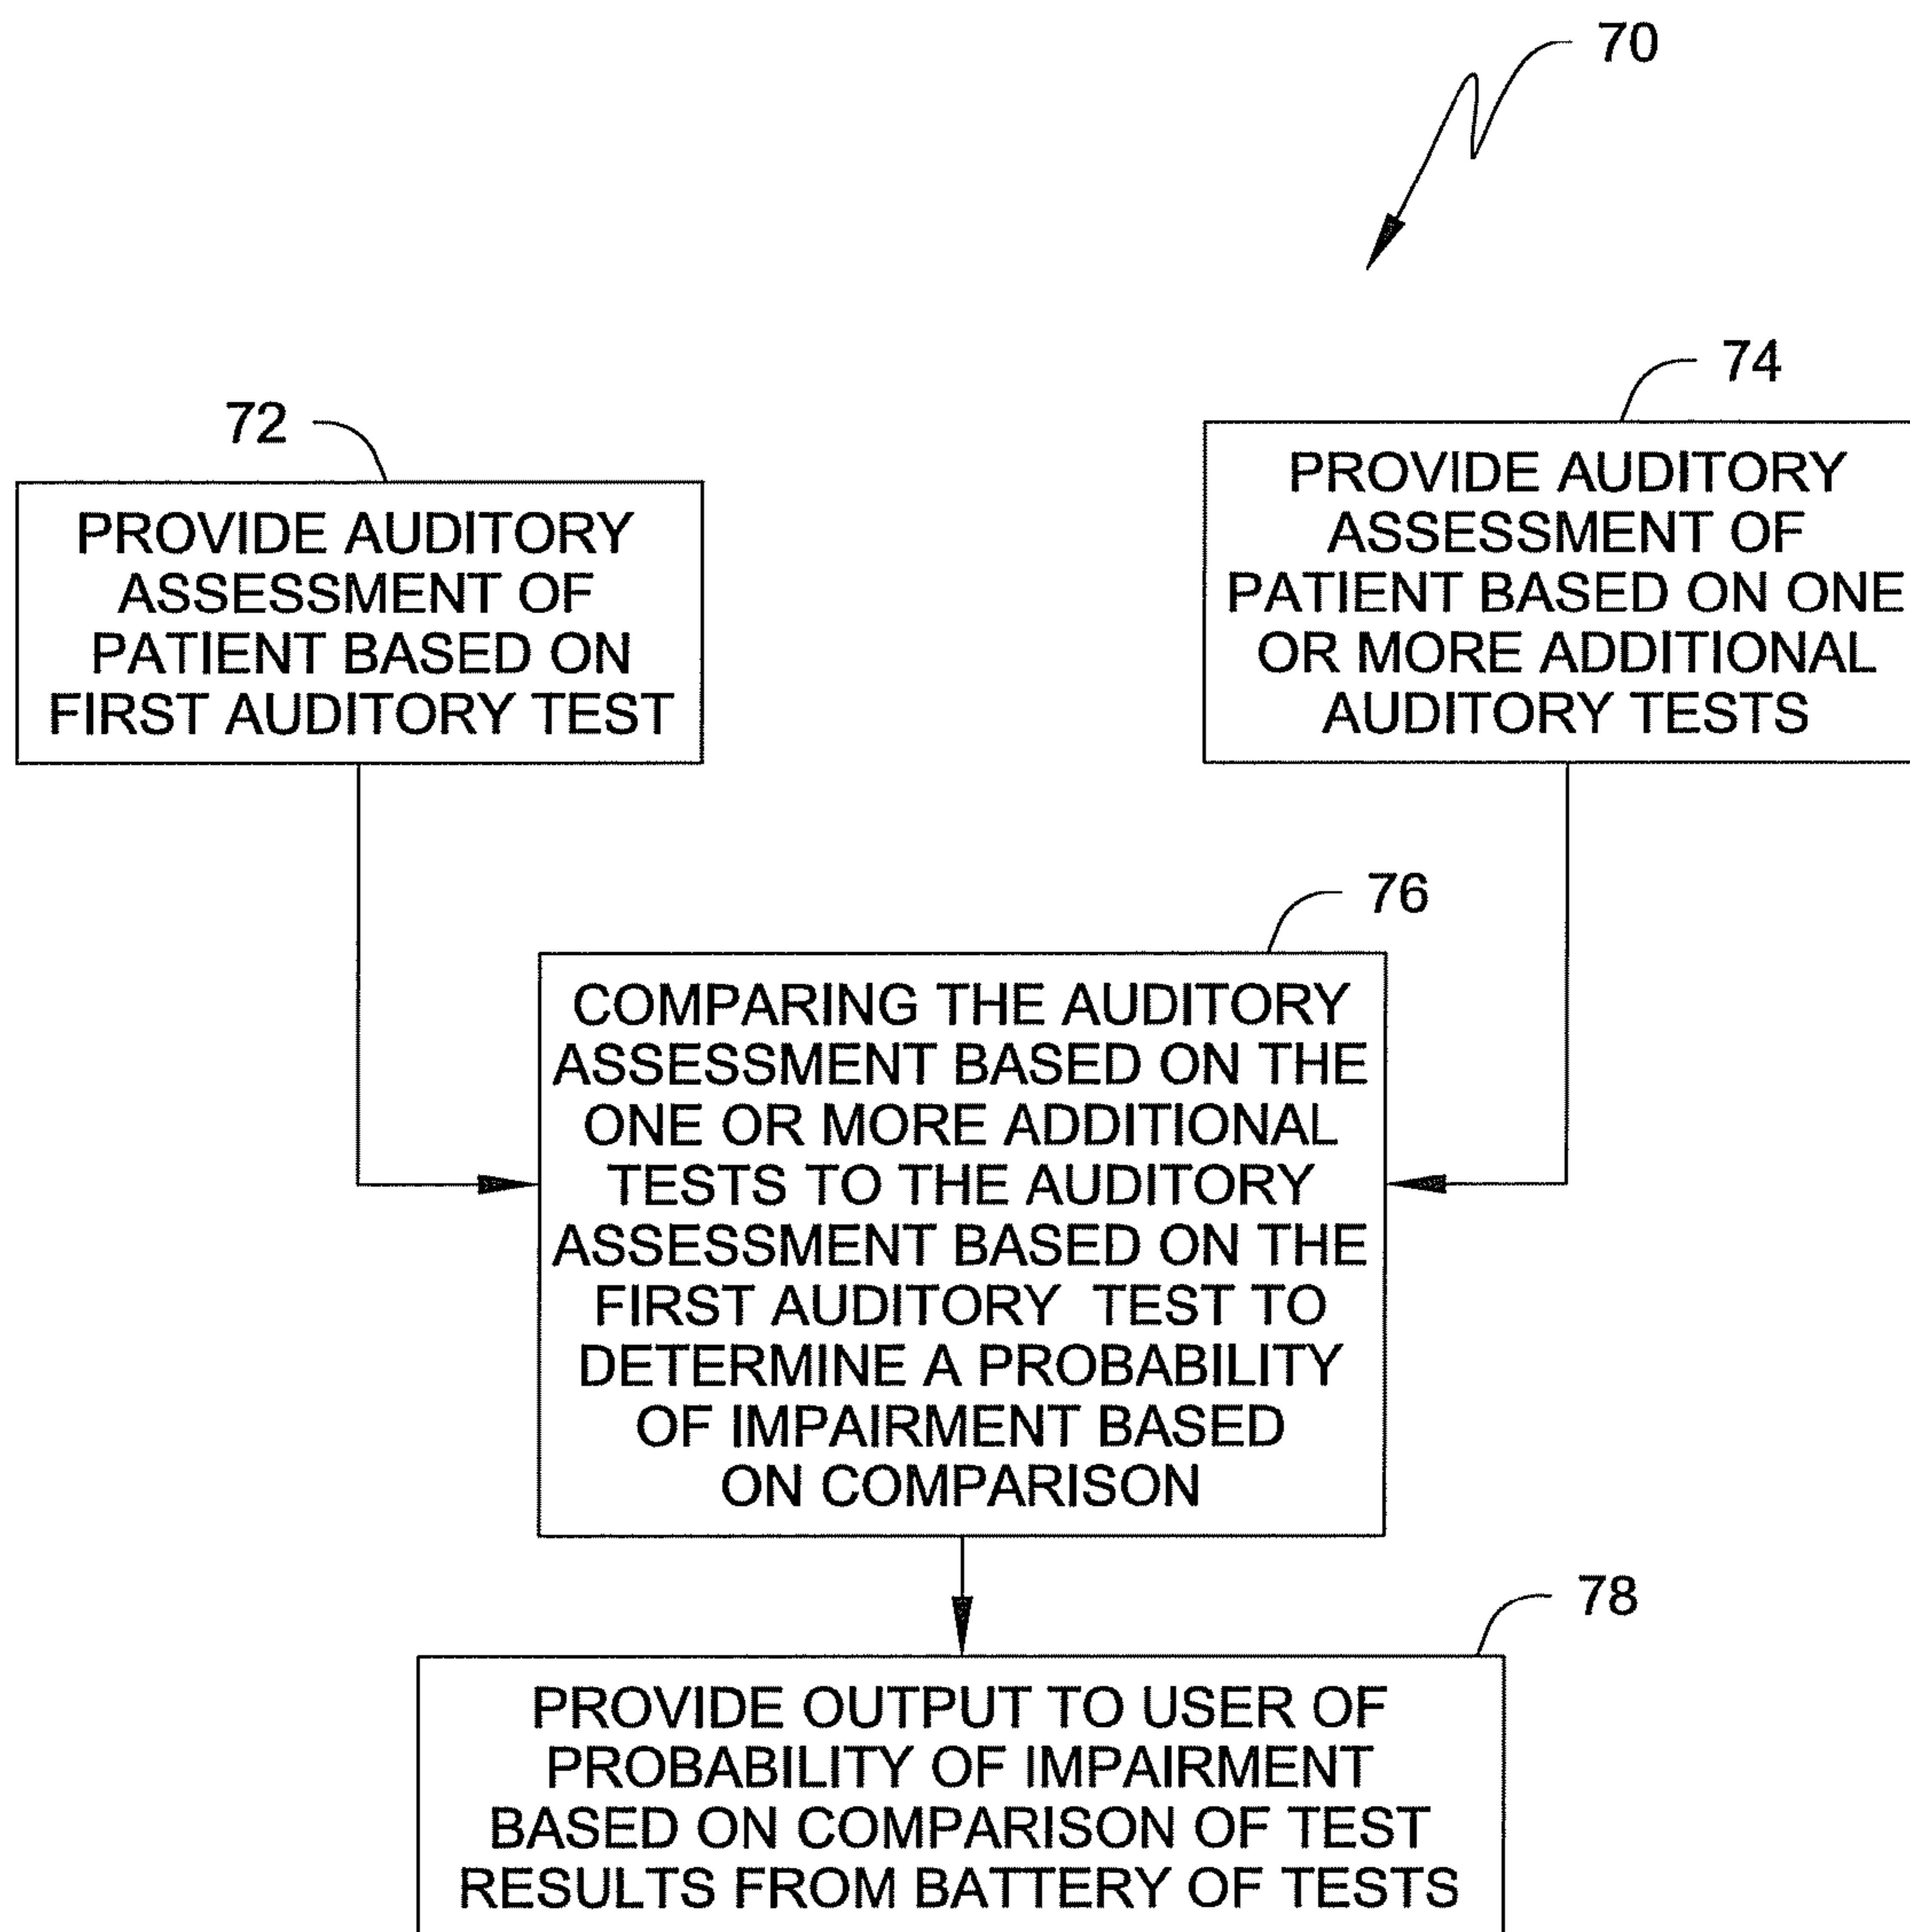 70
72
PROVIDE AUDITORY
ASSESSMENT OF
PATIENT BASED ON
FIRST AUDITORY TEST
74
PROVIDE AUDITORY
ASSESSMENT OF
PATIENT BASED ON ONE
OR MORE ADDITIONAL
AUDITORY TESTS
76
COMPARING THE AUDITORY
ASSESSMENT BASED ON THE
ONE OR MORE ADDITIONAL
TESTS TO THE AUDITORY
ASSESSMENT BASED ON THE
FIRST AUDITORY TEST TO
DETERMINE A PROBABILITY
OF IMPAIRMENT BASED
ON COMPARISON
78
PROVIDE OUTPUT TO USER OF
PROBABILITY OF IMPAIRMENT
BASED ON COMPARISON OF TEST
RESULTS FROM BATTERY OF TESTS